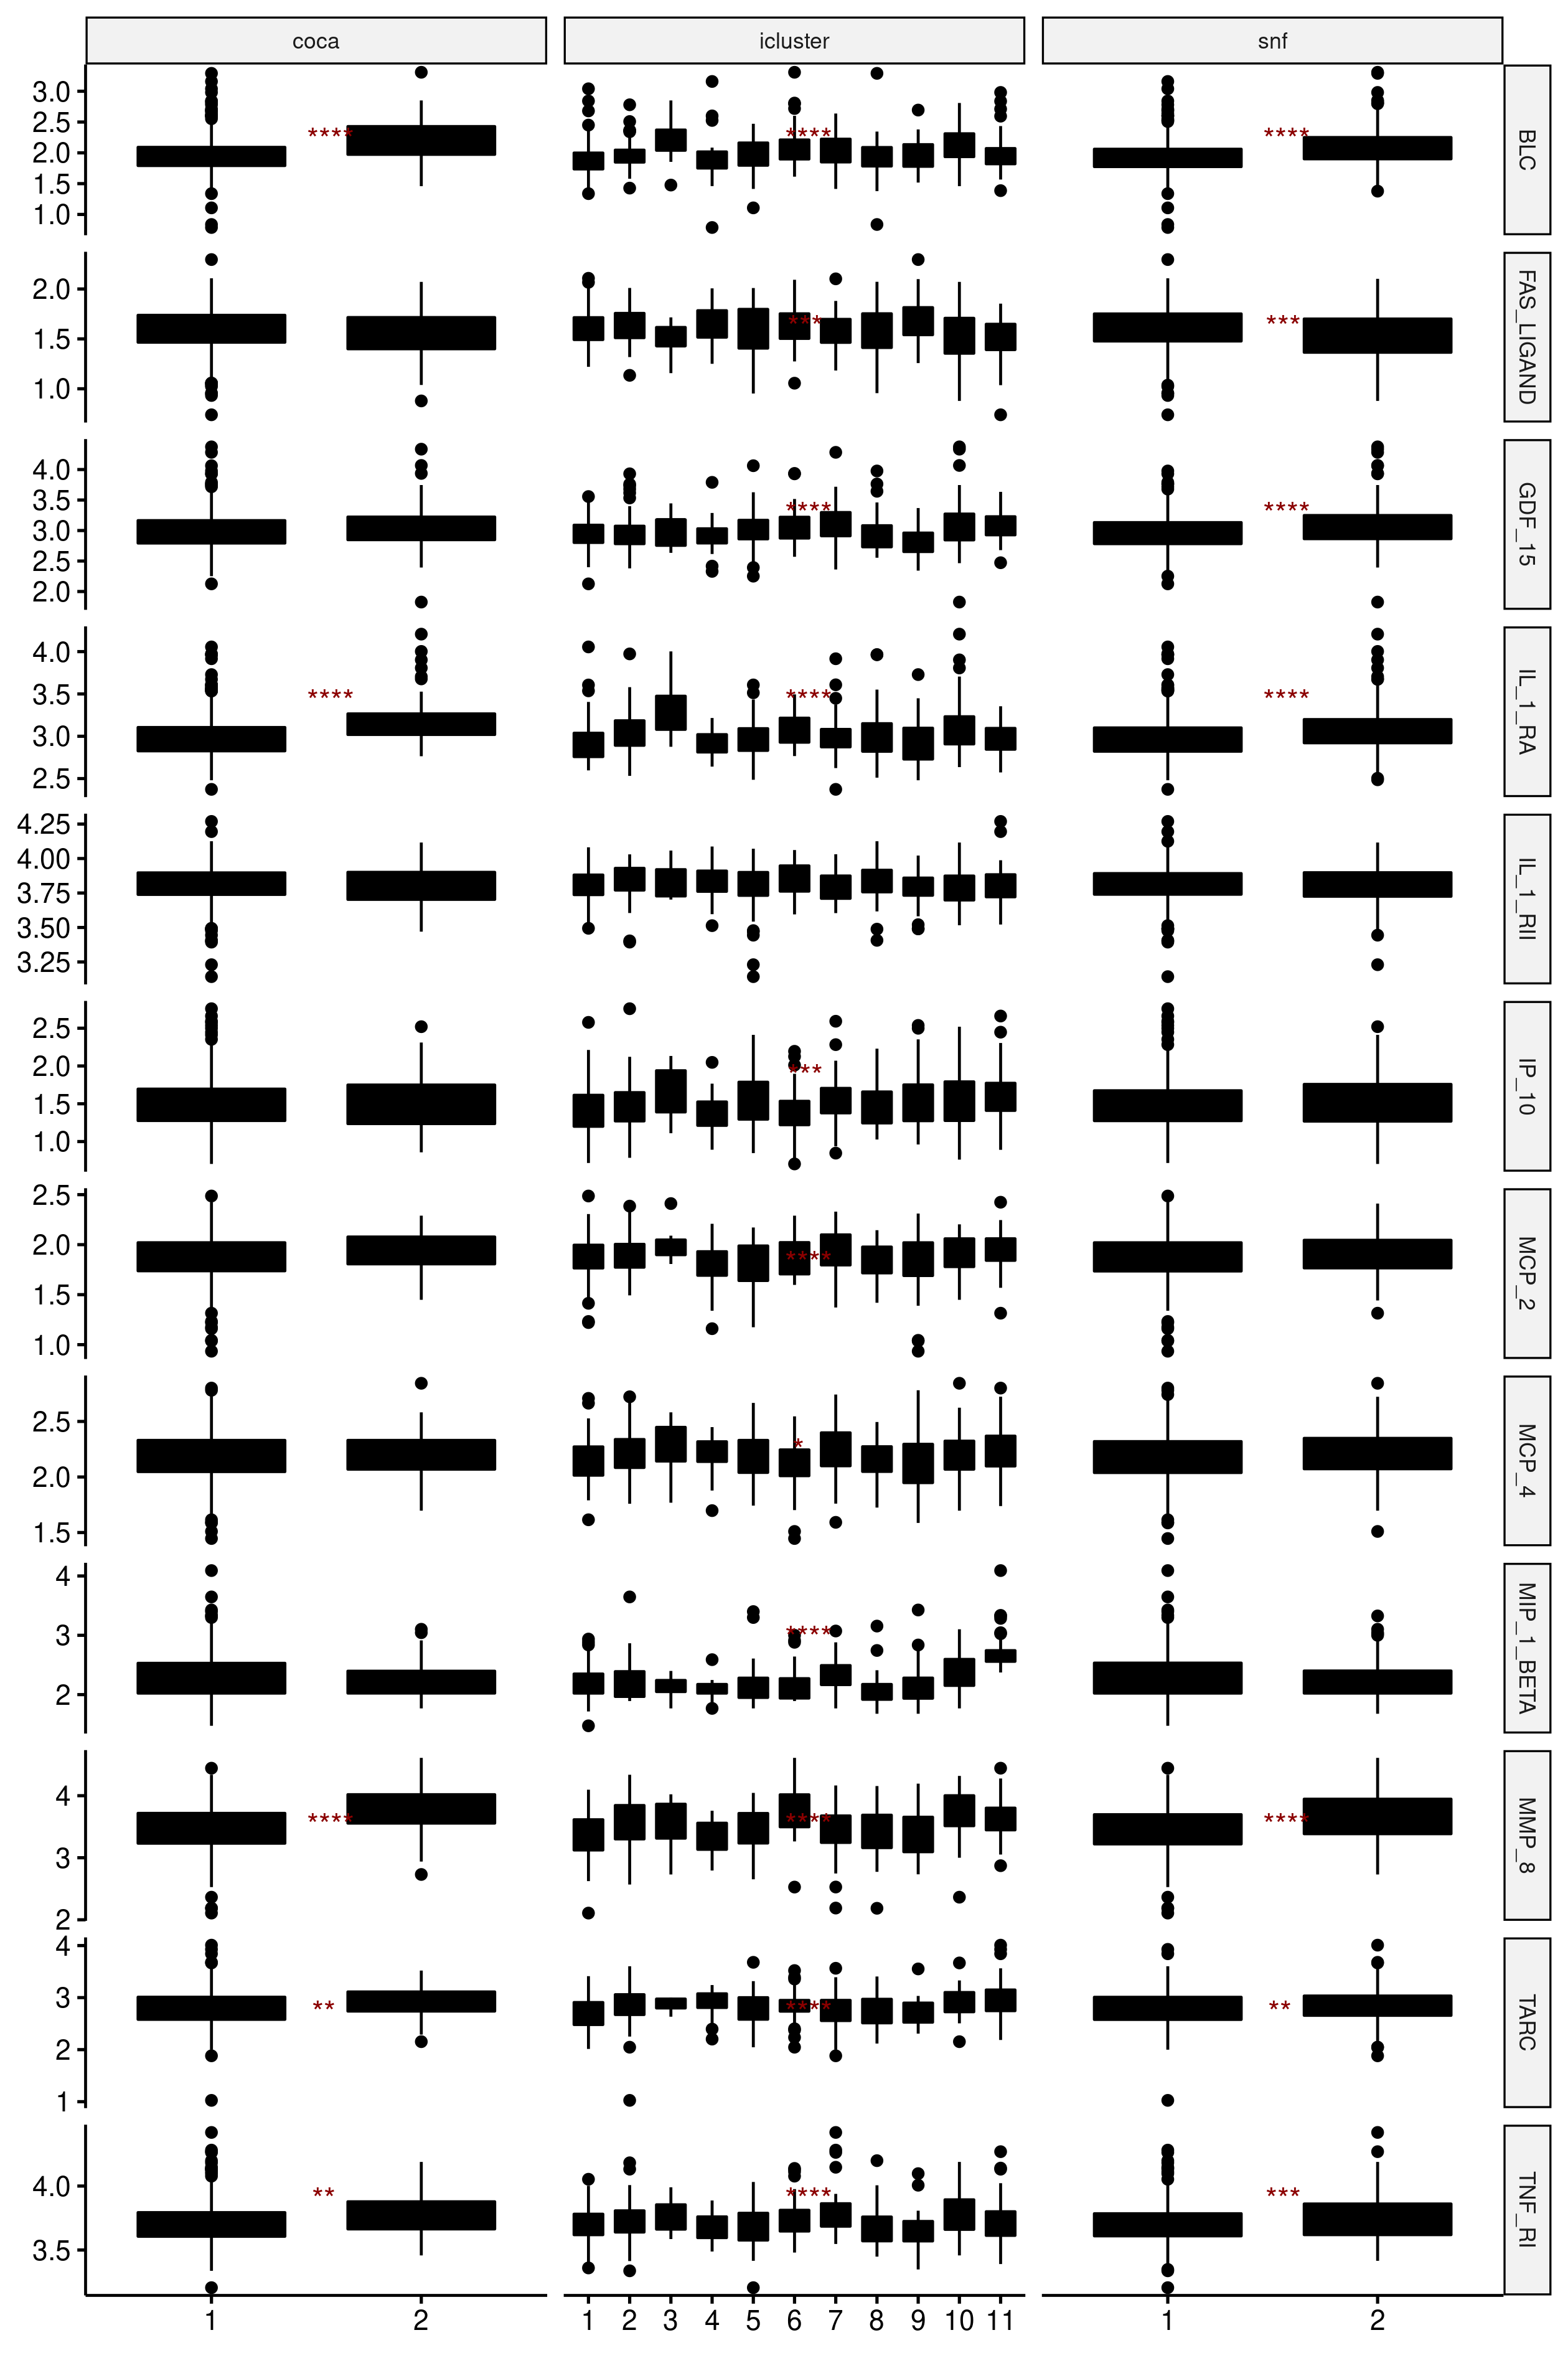 coca icluster snf
3.0
2.5
2.0
1.5
1.0
**** **** ****
BLC
2.0
1.5
1.0
*** ***
FAS_LIGAND
4.0
3.5
3.0
2.5
2.0
**** ****
GDF_15
4.0
3.5
3.0
2.5
**** **** ****
IL_1_RA
4.25
4.00
3.75
3.50
3.25
IL_1_RII
2.5
2.0
1.5
1.0
***
IP_10
2.5
2.0
1.5
1.0
****
MCP_2
2.5
2.0
1.5
*
MCP_4
4
3
2
****
MIP_1_BETA
4
3
2
**** **** ****
MMP_8
4
3
2
1
** **** **
TARC
4.0
3.5
** **** ***
TNF_RI
1 2 1 2 3 4 5 6 7 8 9 10 11 1 2